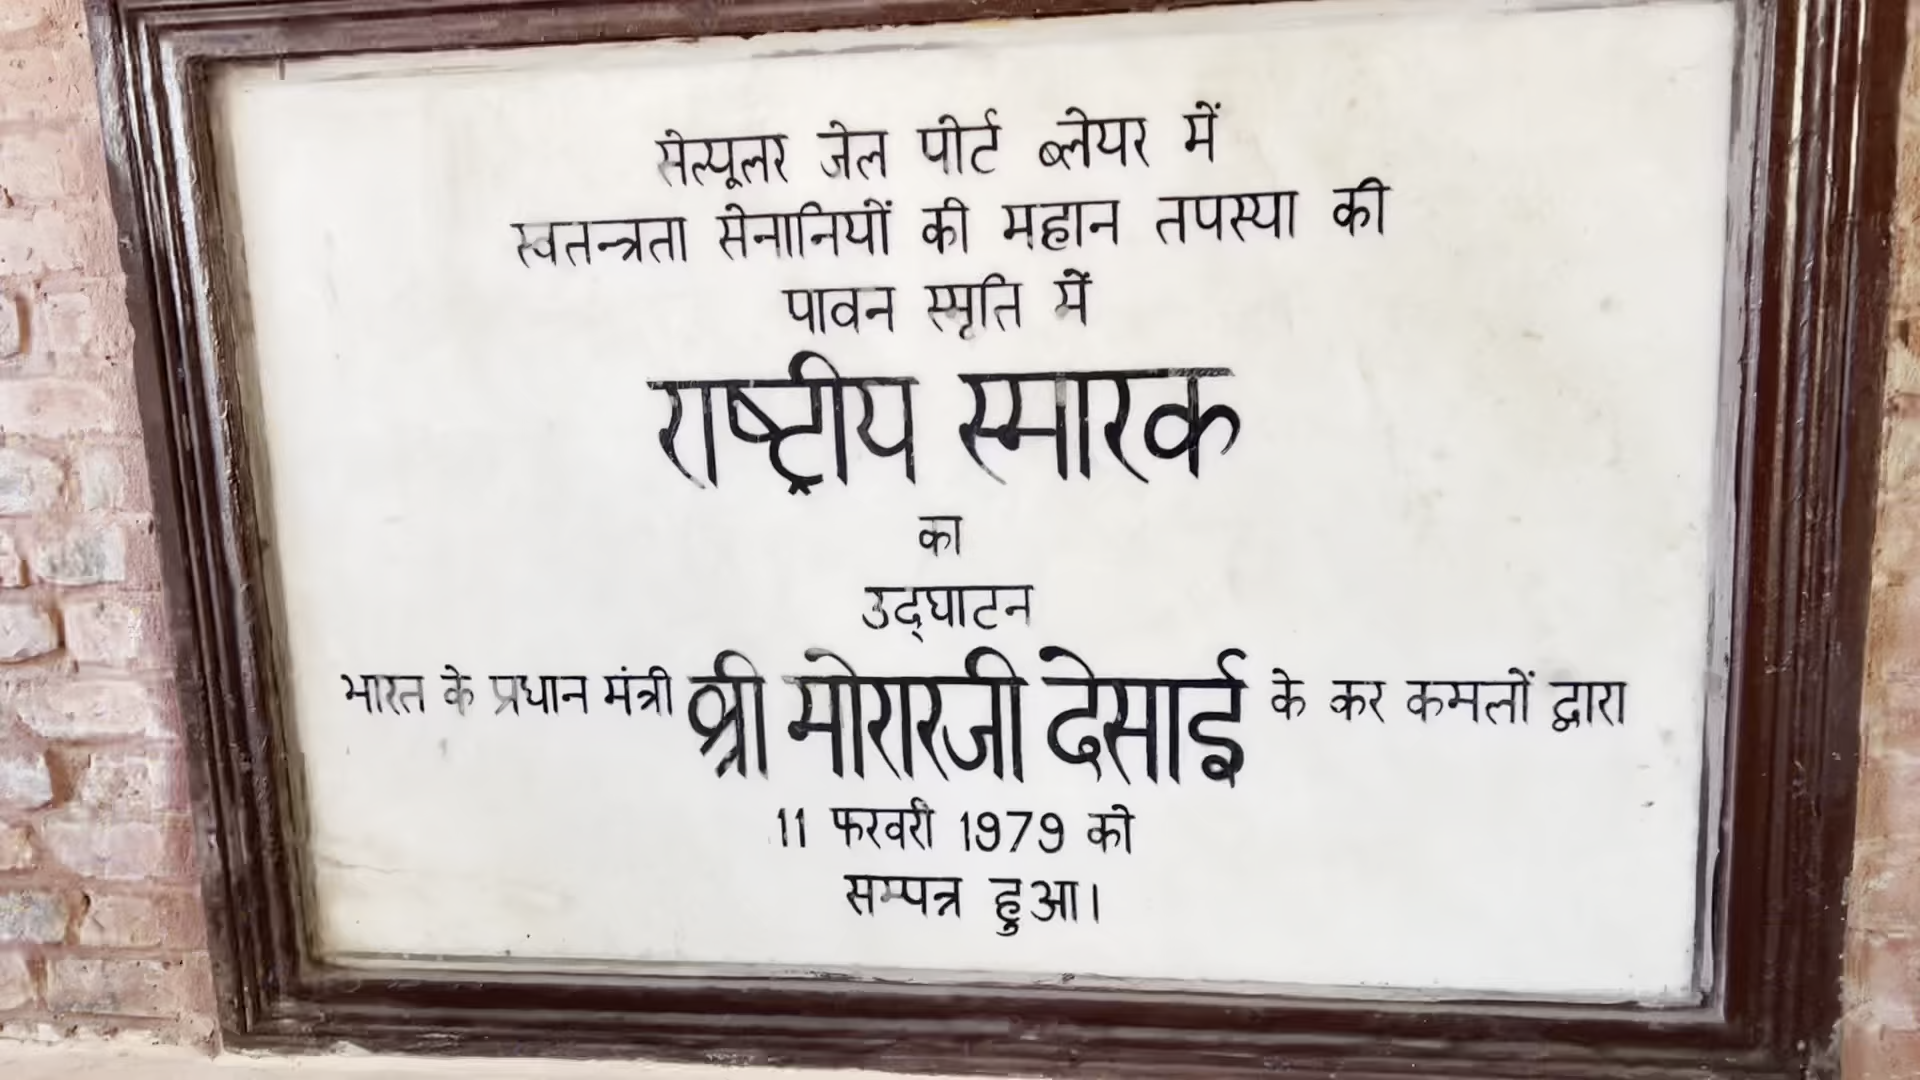 सेल्यूलर जेल पोर्ट ब्लेयर में
स्वतन्त्रता सेनानियों की महान तपस्या की
पावन स्मृति में
राष्ट्रीय स्मारक
का
उद्‌घाटन
भारत के प्रधान मंत्री श्री मोरारजी देसाई के कर कमलों द्वारा
11 फरवरी 1979 को
सम्पन्न हुआ।